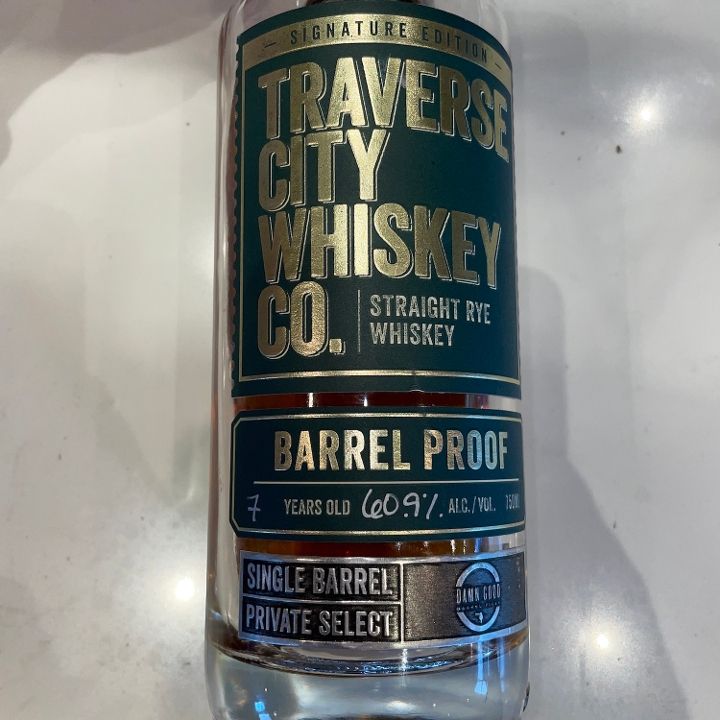 SIGNATURE EDITION
TRAVERSE
CITY
WHISKEY
CO.
STRAIGHT RYE
WHISKEY
BARREL PROOF
7 YEARS OLD 60.9% ALC./VOL. 750ML
SINGLE BARREL
PRIVATE SELECT
DAMN GOOD